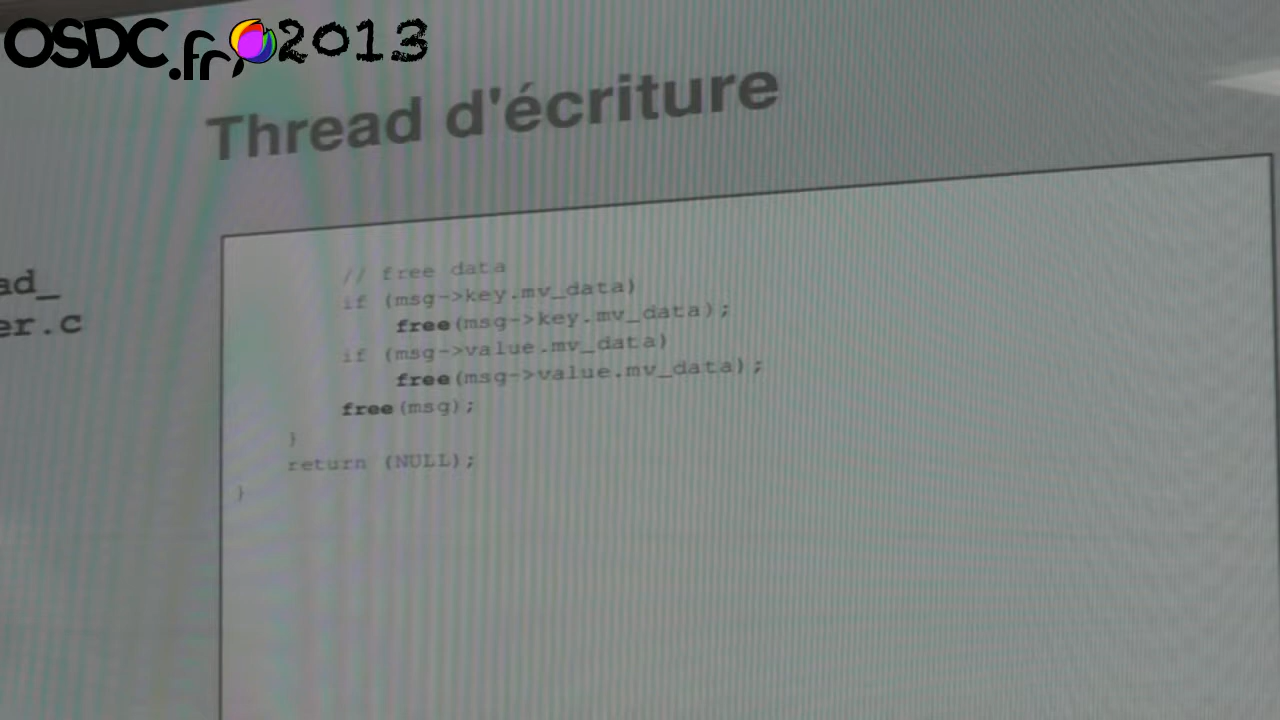 OSDC.fr 2013
Thread d'écriture
ad_
er.c
// free data
if (msg->key.mv_data)
free(msg->key.mv_data);
if (msg->value.mv_data)
free(msg->value.mv_data);
free(msg);
}
return (NULL);
}